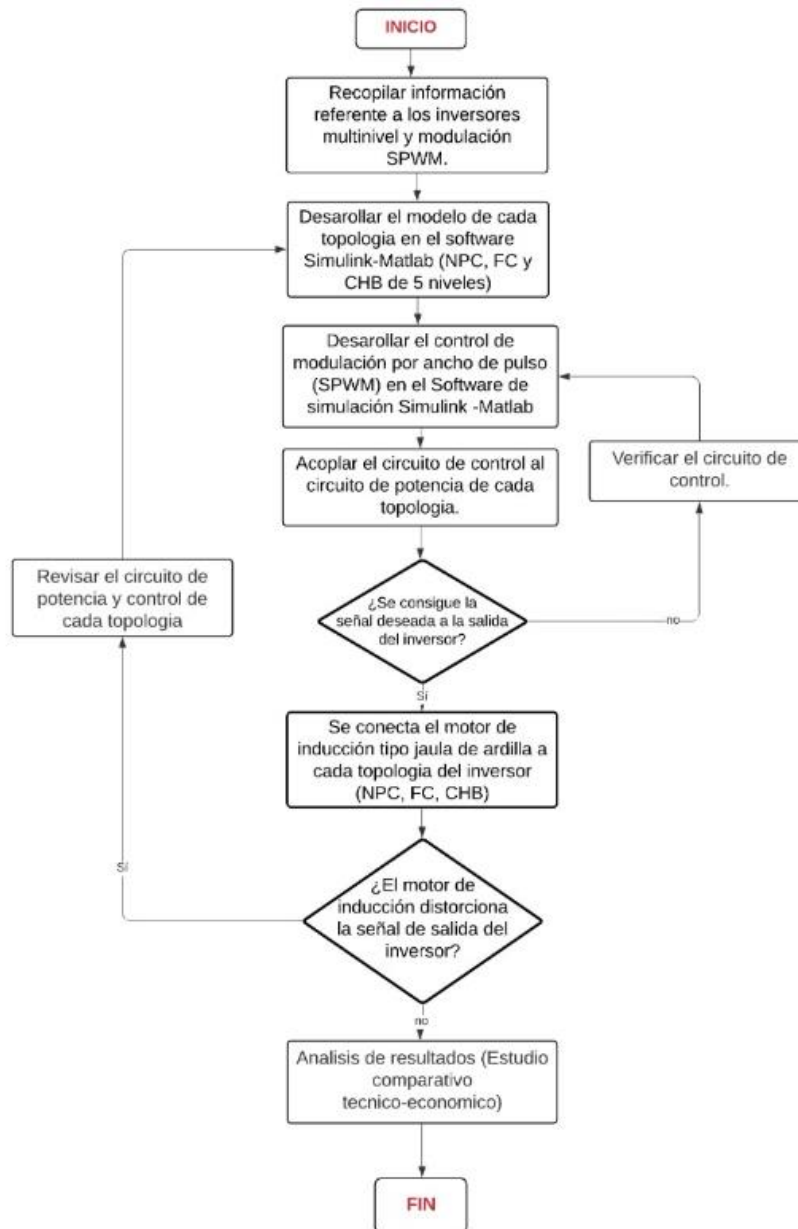 INICIO
Recopilar información
referente a los inversores
multinivel y modulación
SPWM.
Desarollar el modelo de cada
topologia en el software
Simulink-Matlab (NPC, FC y
CHB de 5 niveles)
Desarollar el control de
modulación por ancho de pulso
(SPWM) en el Software de
simulación Simulink -Matlab
Acoplar el circuito de control al
circuito de potencia de cada
topologia.
Verificar el circuito de
control.
Revisar el circuito de
potencia y control de
cada topologia
¿Se consigue la
señal deseada a la salida
del inversor?
no
Sí
Se conecta el motor de
inducción tipo jaula de ardilla a
cada topologia del inversor
(NPC, FC, CHB)
Sí
¿El motor de
inducción distorciona
la señal de salida del
inversor?
no
Analisis de resultados (Estudio
comparativo
tecnico-economico)
FIN